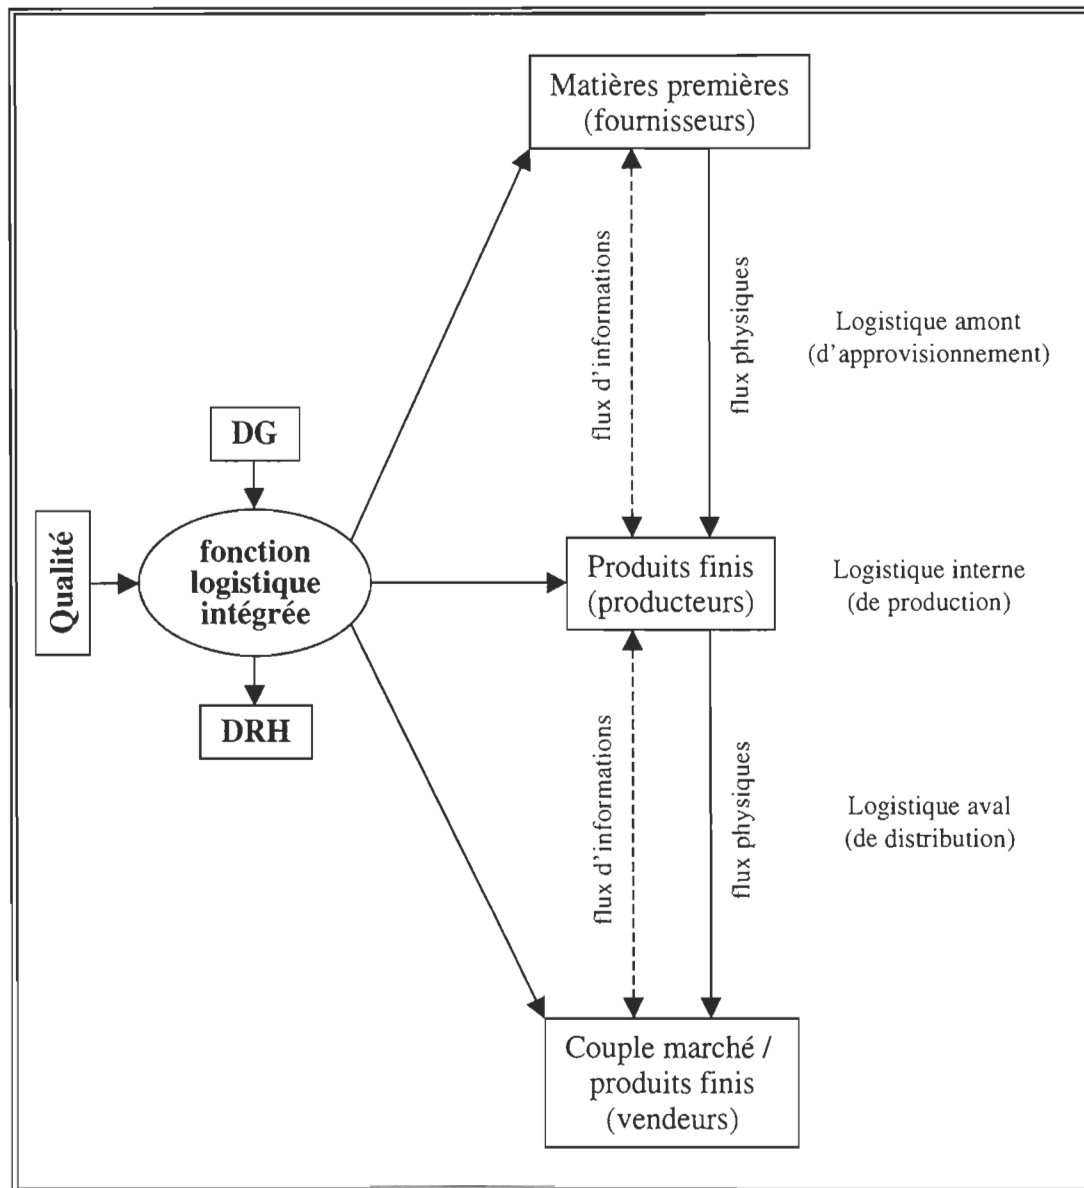 Matières premières
(fournisseurs)
flux d'informations
flux physiques
Logistique amont
(d'approvisionnement)
DG
Qualité
fonction
logistique
intégrée
DRH
Produits finis
(producteurs)
Logistique interne
(de production)
flux d'informations
flux physiques
Logistique aval
(de distribution)
Couple marché /
produits finis
(vendeurs)